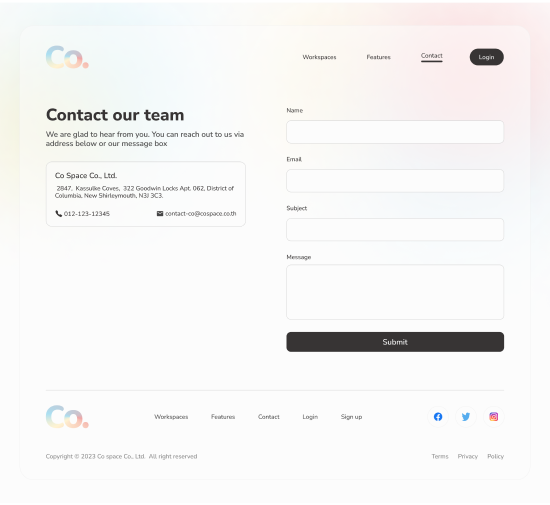 Co.
Workspaces Features Contact Login
Contact our team
We are glad to hear from you. You can reach out to us via
address below or our message box
Co Space Co., Ltd.
2847, Kassulke Coves, 322 Goodwin Locks Apt. 062, District of
Columbia, New Shirleymouth, N3J 3C3.
012-123-12345 contact-co@cospace.co.th
Name
Email
Subject
Message
Submit
Co.
Workspaces Features Contact Login Sign up
Copyright © 2023 Co space Co., Ltd. All right reserved
Terms Privacy Policy